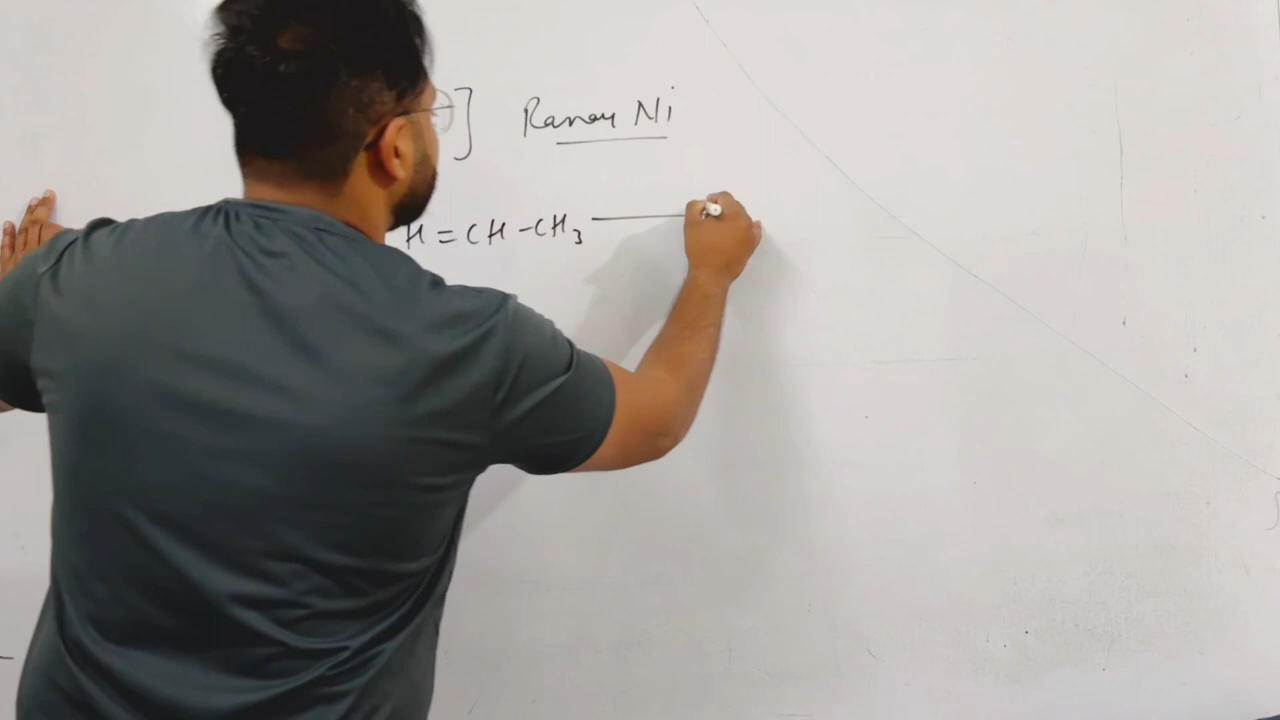 ] Raney Ni
H = CH - CH₃